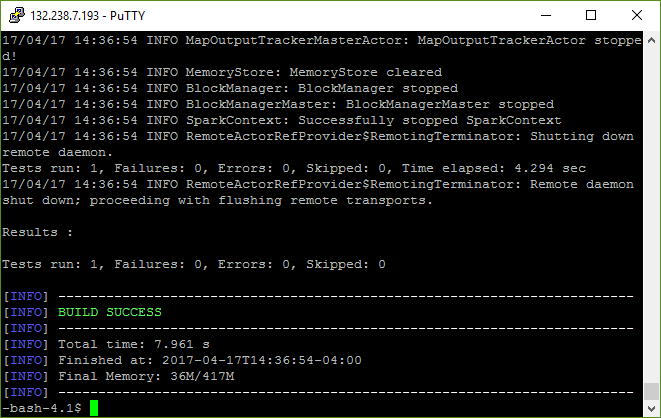 132.238.7.193 - PuTTY
17/04/17 14:36:54 INFO MapOutputTrackerMasterActor: MapOutputTrackerActor stoppe
d!
17/04/17 14:36:54 INFO MemoryStore: MemoryStore cleared
17/04/17 14:36:54 INFO BlockManager: BlockManager stopped
17/04/17 14:36:54 INFO BlockManagerMaster: BlockManagerMaster stopped
17/04/17 14:36:54 INFO SparkContext: Successfully stopped SparkContext
17/04/17 14:36:54 INFO RemoteActorRefProvider$RemotingTerminator: Shutting down
remote daemon.
Tests run: 1, Failures: 0, Errors: 0, Skipped: 0, Time elapsed: 4.294 sec
17/04/17 14:36:54 INFO RemoteActorRefProvider$RemotingTerminator: Remote daemon
shut down; proceeding with flushing remote transports.
Results :
Tests run: 1, Failures: 0, Errors: 0, Skipped: 0
[INFO] ------------------------------------------------------------------------
[INFO] BUILD SUCCESS
[INFO] ------------------------------------------------------------------------
[INFO] Total time: 7.961 s
[INFO] Finished at: 2017-04-17T14:36:54-04:00
[INFO] Final Memory: 36M/417M
[INFO] ------------------------------------------------------------------------
-bash-4.1$